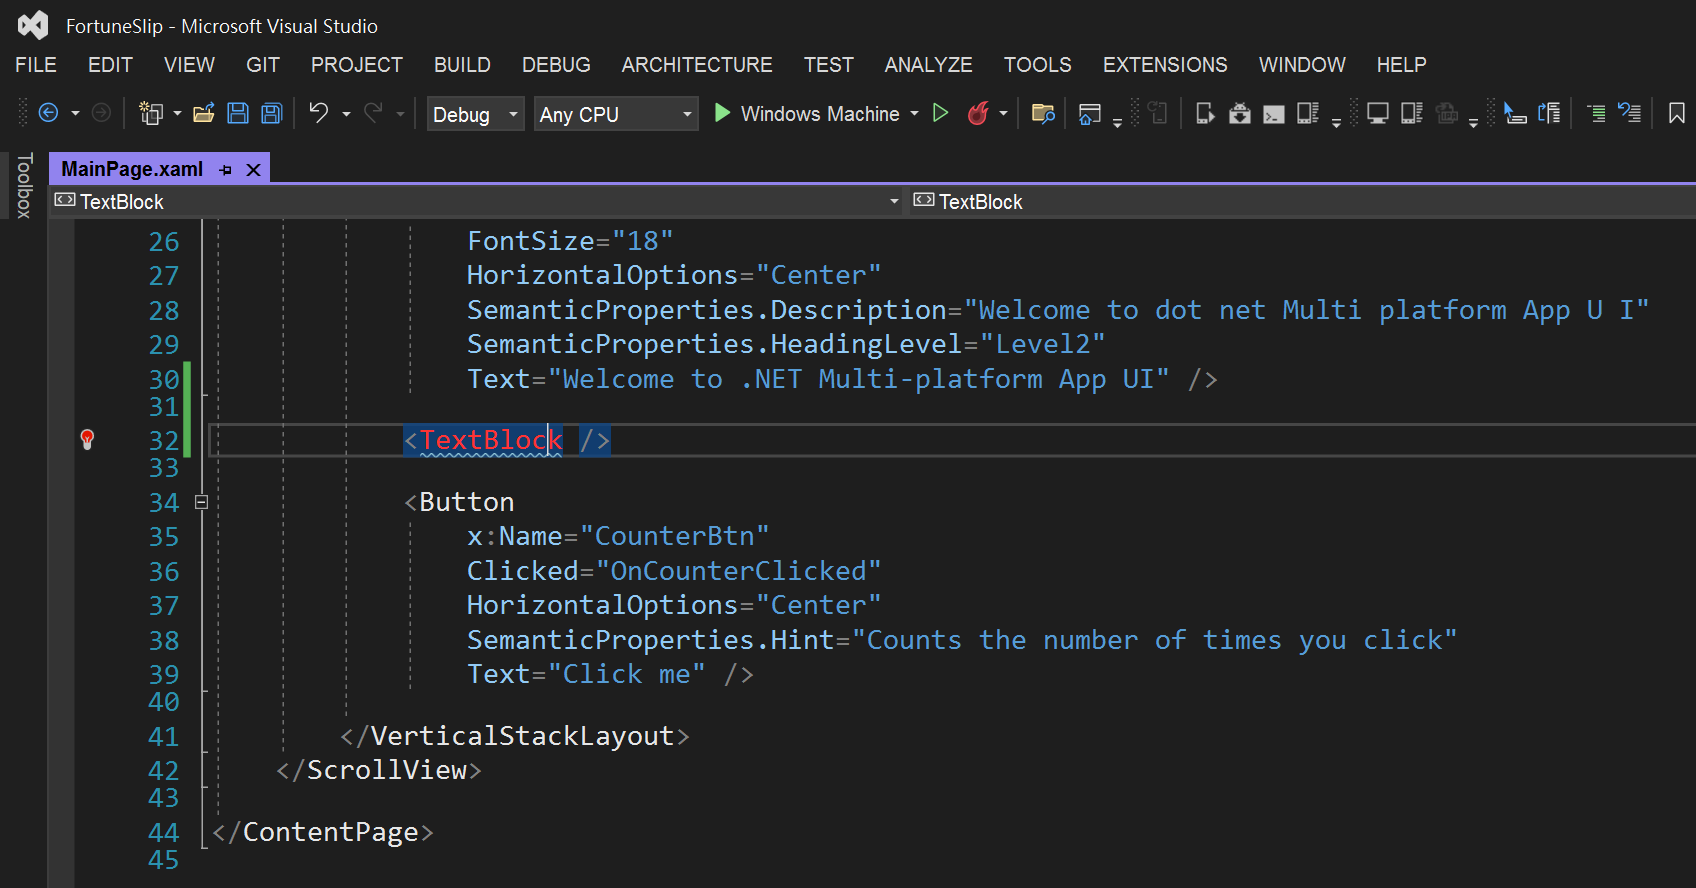 FortuneSlip - Microsoft Visual Studio
FILE EDIT VIEW GIT PROJECT BUILD DEBUG ARCHITECTURE TEST ANALYZE TOOLS EXTENSIONS WINDOW HELP
Debug Any CPU Windows Machine
Toolbox
MainPage.xaml
TextBlock TextBlock
26 FontSize="18"
27 HorizontalOptions="Center"
28 SemanticProperties.Description="Welcome to dot net Multi platform App U I"
29 SemanticProperties.HeadingLevel="Level2"
30 Text="Welcome to .NET Multi-platform App UI" />
31
32 <TextBlock />
33
34 <Button
35 x:Name="CounterBtn"
36 Clicked="OnCounterClicked"
37 HorizontalOptions="Center"
38 SemanticProperties.Hint="Counts the number of times you click"
39 Text="Click me" />
40
41 </VerticalStackLayout>
42 </ScrollView>
43
44 </ContentPage>
45